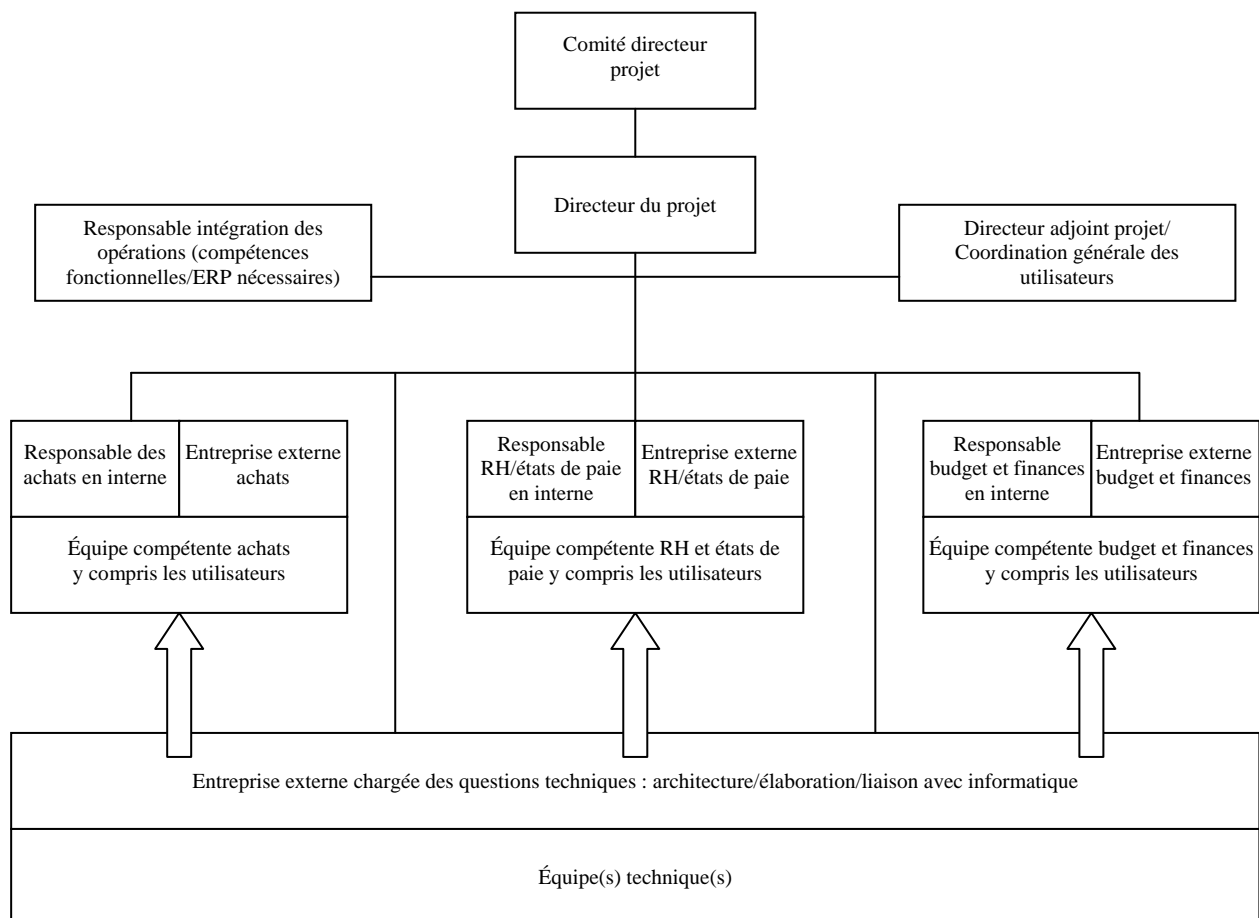 Comité directeur
projet
Directeur du projet
Responsable intégration des
opérations (compétences
fonctionnelles/ERP nécessaires)
Directeur adjoint projet/
Coordination générale des
utilisateurs
Responsable des
achats en interne
Entreprise externe
achats
Responsable
RH/états de paie
en interne
Entreprise externe
RH/états de paie
Responsable
budget et finances
en interne
Entreprise externe
budget et finances
Équipe compétente achats
y compris les utilisateurs
Équipe compétente RH et états de
paie y compris les utilisateurs
Équipe compétente budget et finances
y compris les utilisateurs
Entreprise externe chargée des questions techniques : architecture/élaboration/liaison avec informatique
Équipe(s) technique(s)